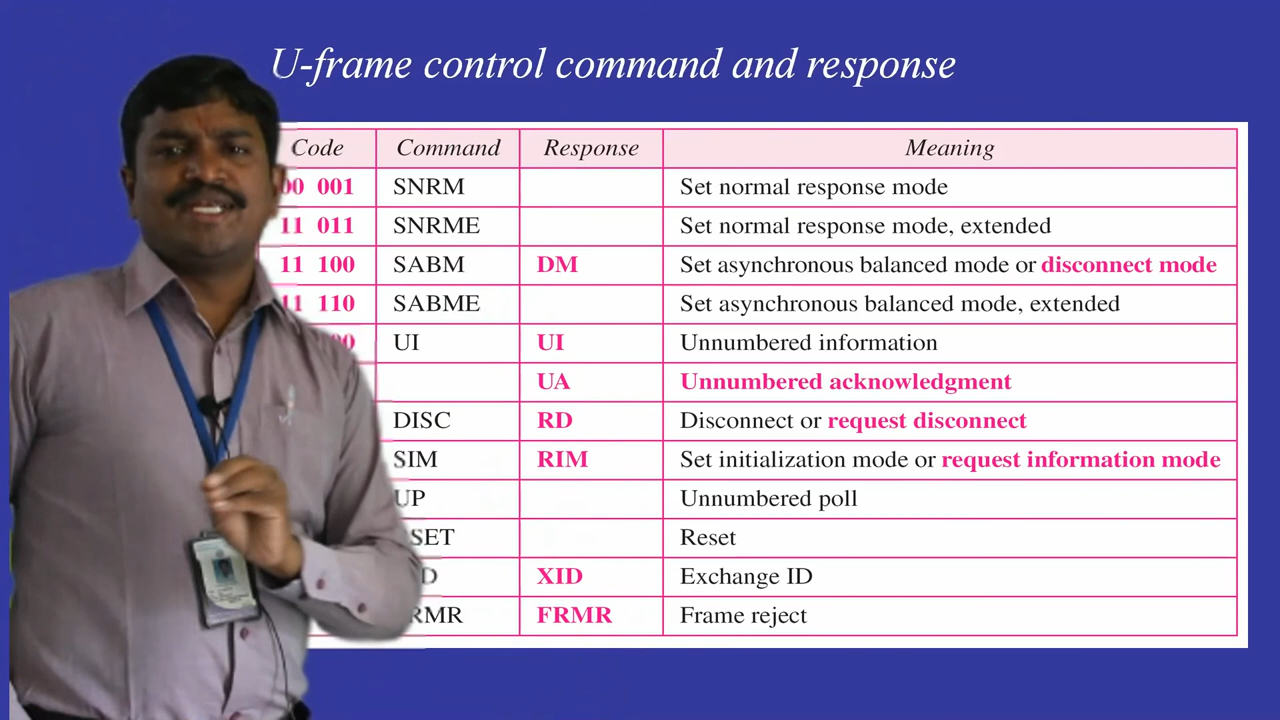 U-frame control command and response
Code Command Response Meaning
00 001 SNRM Set normal response mode
11 011 SNRME Set normal response mode, extended
11 100 SABM DM Set asynchronous balanced mode or disconnect mode
11 110 SABME Set asynchronous balanced mode, extended
UI UI Unnumbered information
UA Unnumbered acknowledgment
DISC RD Disconnect or request disconnect
SIM RIM Set initialization mode or request information mode
UP Unnumbered poll
SET Reset
D XID Exchange ID
RMR FRMR Frame reject